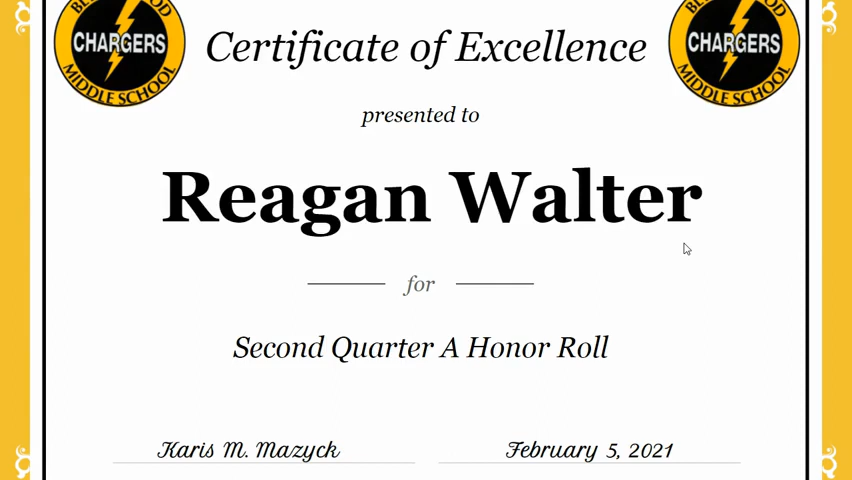 CHARGERS
MIDDLE SCHOOL
Certificate of Excellence
CHARGERS
MIDDLE SCHOOL
presented to
Reagan Walter
for
Second Quarter A Honor Roll
Karis M. Mazyck
February 5, 2021